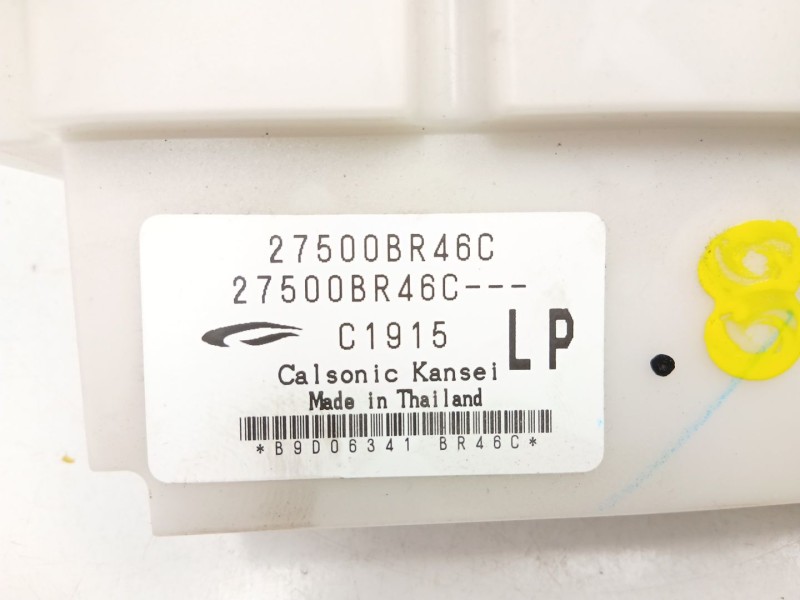 27500BR46C
27500BR46C---
C1915 LP
Calsonic Kansei
Made in Thailand
*B9D06341 BR46C*